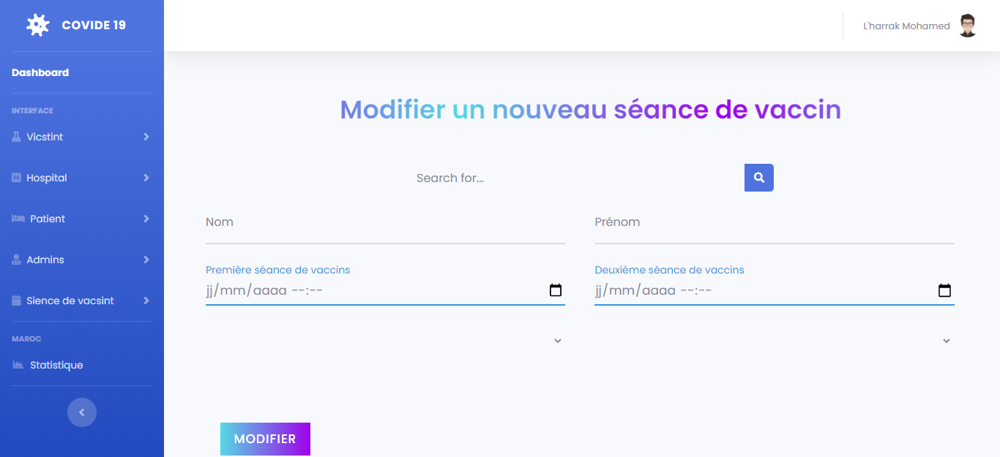 COVIDE 19
L'harrak Mohamed
Dashboard
INTERFACE
Vicstint
Hospital
Patient
Admins
Sience de vacsint
MAROC
Statistique
Modifier un nouveau séance de vaccin
Search for...
Nom
Prénom
Première séance de vaccins
Deuxième séance de vaccins
jj/mm/aaaa --:--
jj/mm/aaaa --:--
MODIFIER